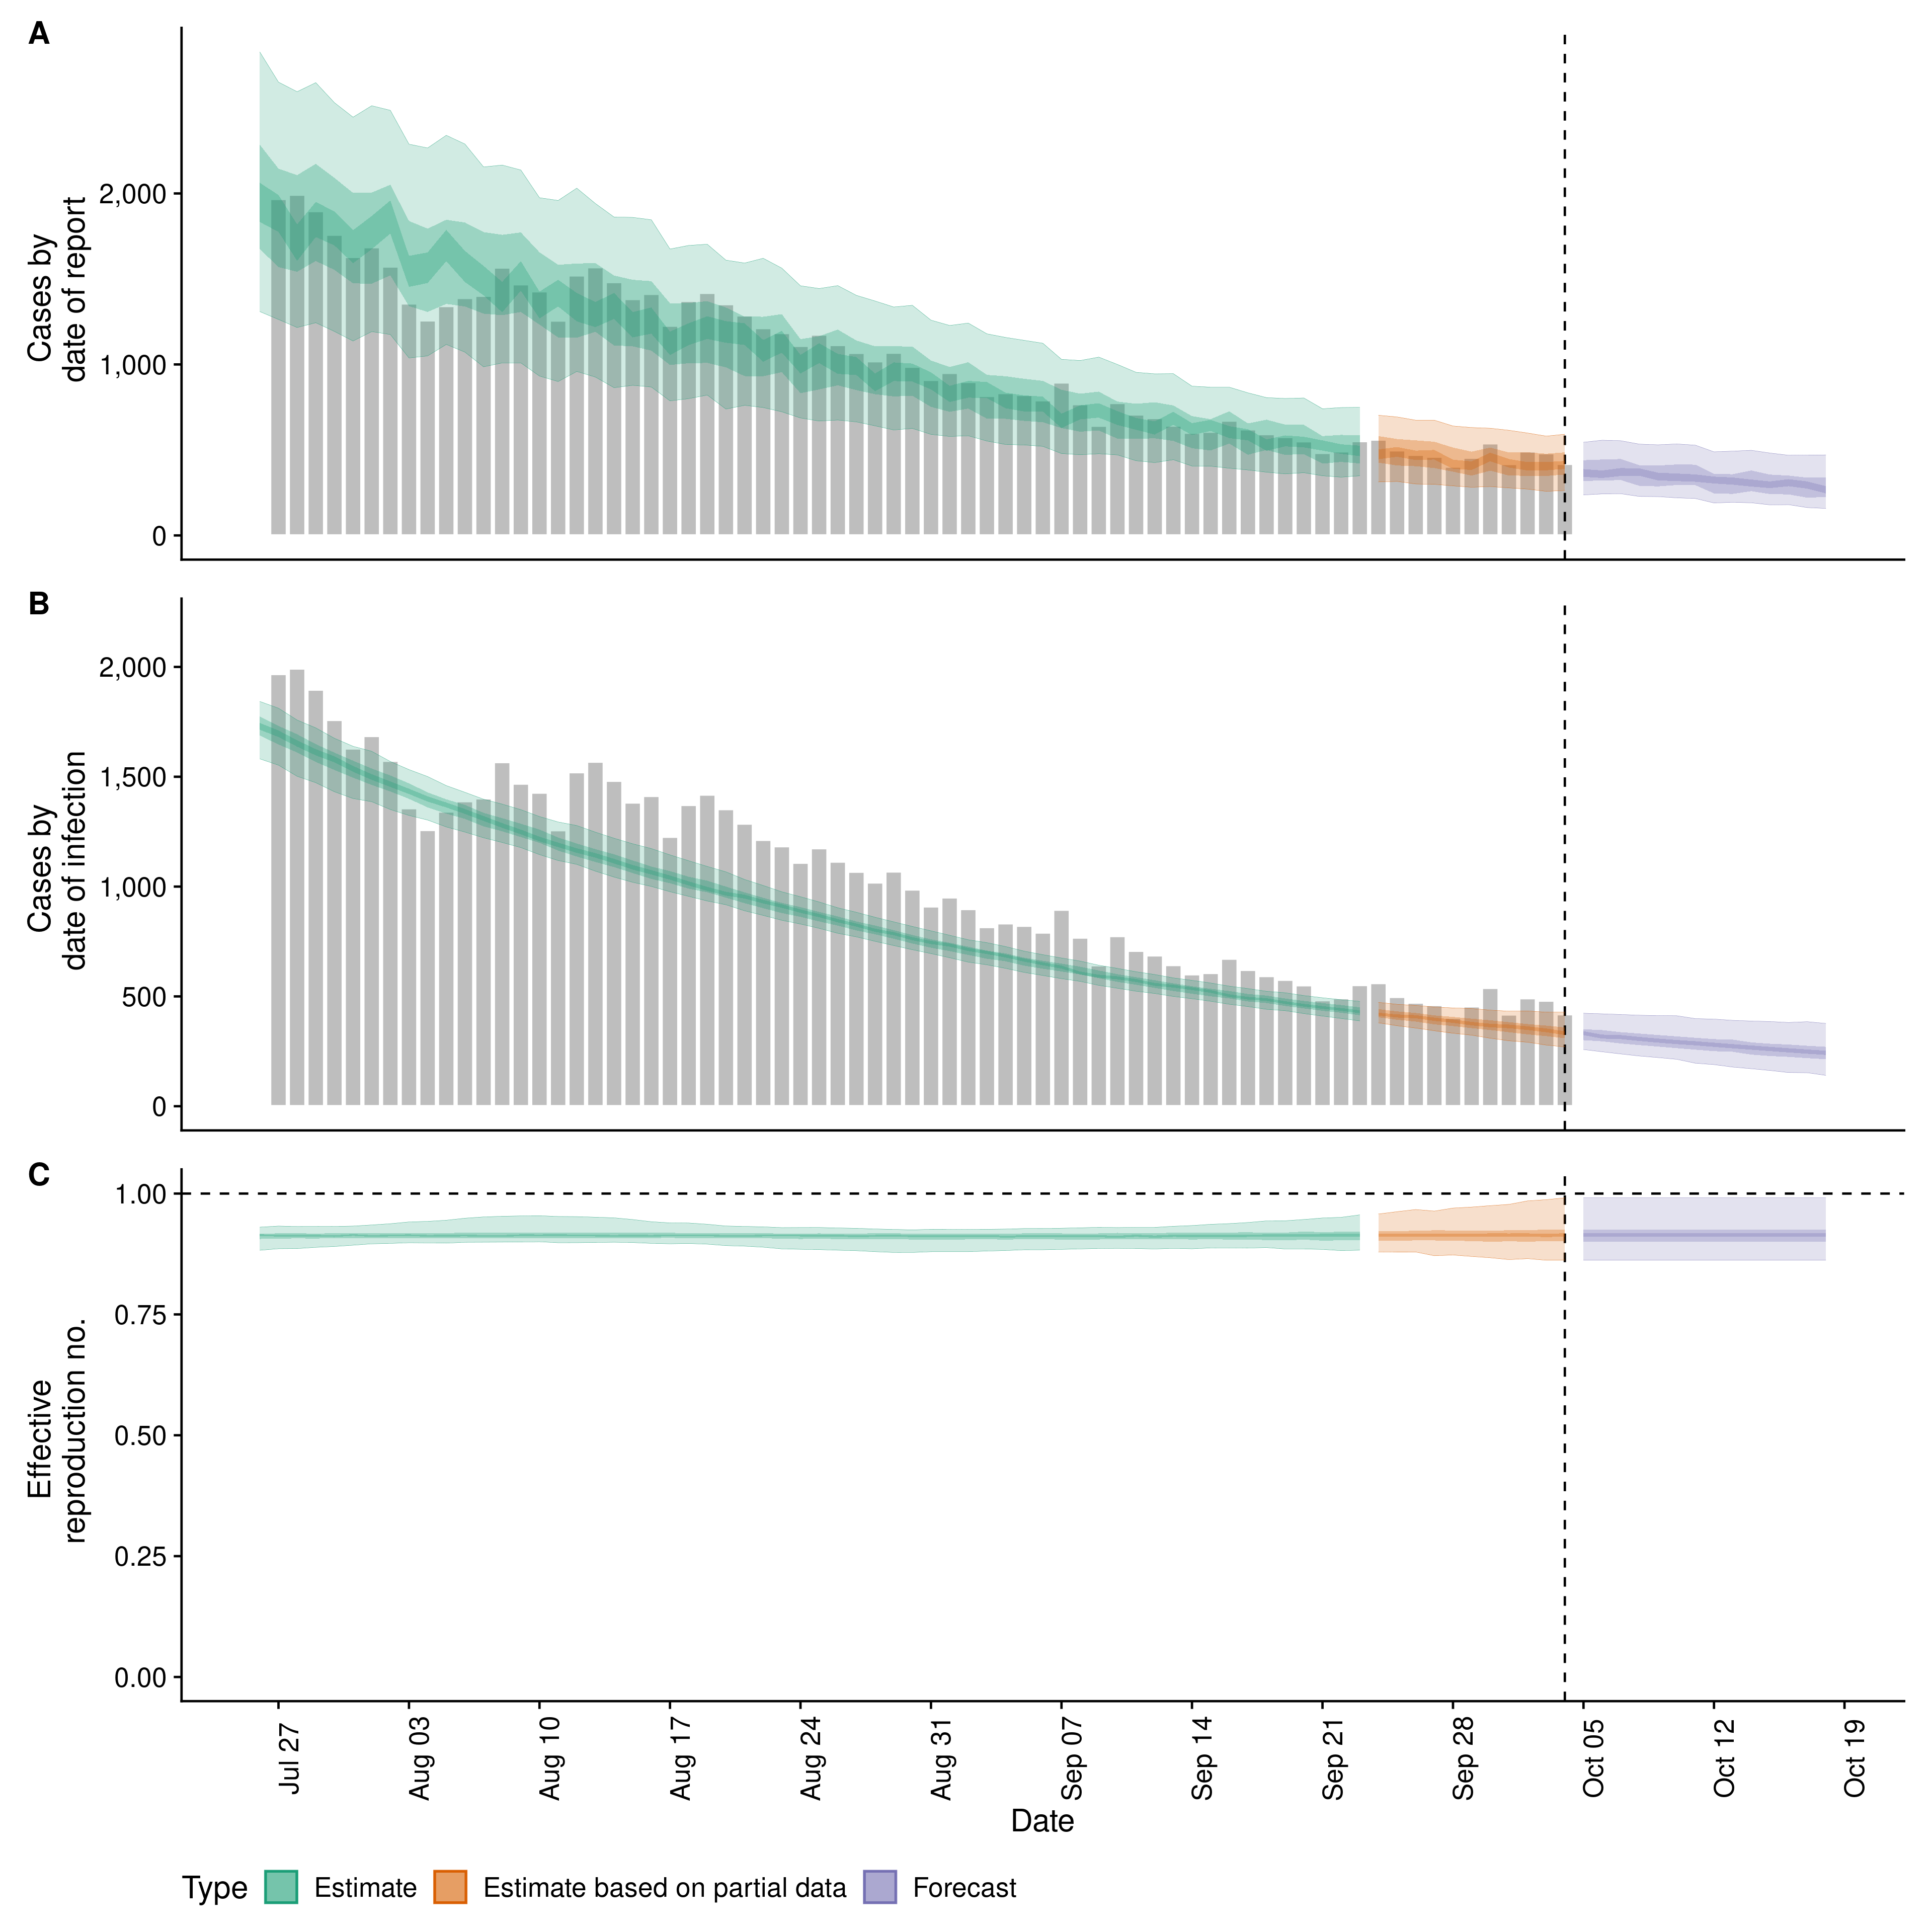 A
Cases by
date of report
2,000
1,000
0
B
Cases by
date of infection
2,000
1,500
1,000
500
0
C
Effective
reproduction no.
1.00
0.75
0.50
0.25
0.00
Jul 27
Aug 03
Aug 10
Aug 17
Aug 24
Aug 31
Sep 07
Sep 14
Sep 21
Sep 28
Oct 05
Oct 12
Oct 19
Date
Type Estimate Estimate based on partial data Forecast